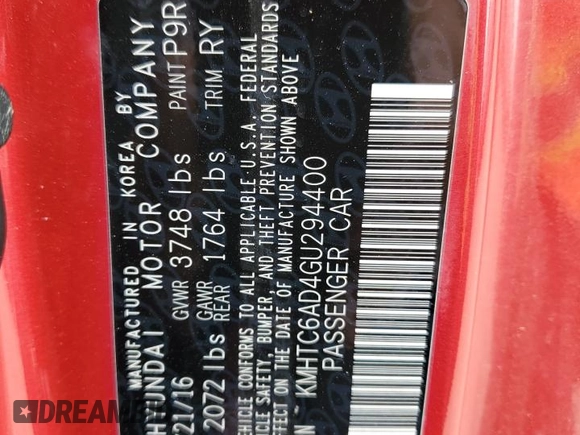 MANUFACTURED IN KOREA BY
HYUNDAI MOTOR COMPANY
21/16 GVWR 3748 lbs PAINT P9R
2072 lbs GAWR REAR 1764 lbs TRIM RY
VEHICLE CONFORMS TO ALL APPLICABLE U.S.A. FEDERAL
VEHICLE SAFETY, BUMPER, AND THEFT PREVENTION STANDARDS
EFFECT ON THE DATE OF MANUFACTURE SHOWN ABOVE
KMHTC6AD4GU294400
PASSENGER CAR